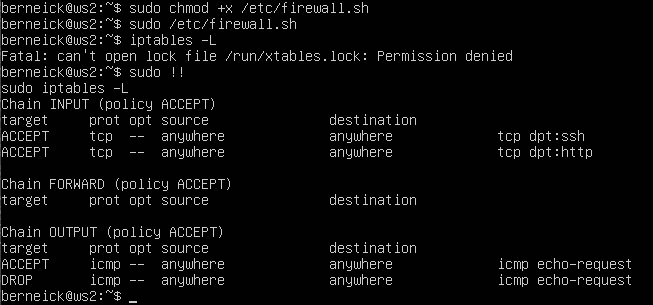 berneick@ws2:~$ sudo chmod +x /etc/firewall.sh
berneick@ws2:~$ sudo /etc/firewall.sh
berneick@ws2:~$ iptables -L
Fatal: can't open lock file /run/xtables.lock: Permission denied
berneick@ws2:~$ sudo !!
sudo iptables -L
Chain INPUT (policy ACCEPT)
target     prot opt source               destination
ACCEPT     tcp  --  anywhere             anywhere             tcp dpt:ssh
ACCEPT     tcp  --  anywhere             anywhere             tcp dpt:http
Chain FORWARD (policy ACCEPT)
target     prot opt source               destination
Chain OUTPUT (policy ACCEPT)
target     prot opt source               destination
ACCEPT     icmp --  anywhere             anywhere             icmp echo-request
DROP       icmp --  anywhere             anywhere             icmp echo-request
berneick@ws2:~$ _